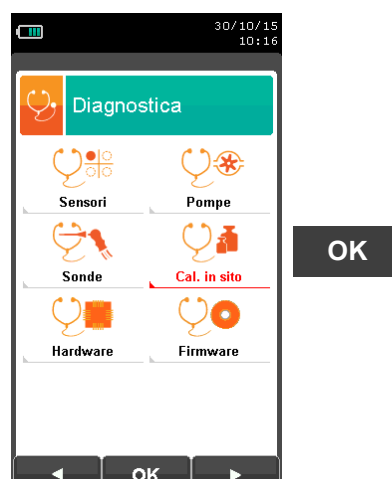 30/10/15
10:16
Diagnostica
Sensori
Pompe
Sonde
Cal. in sito
Hardware
Firmware
OK
OK